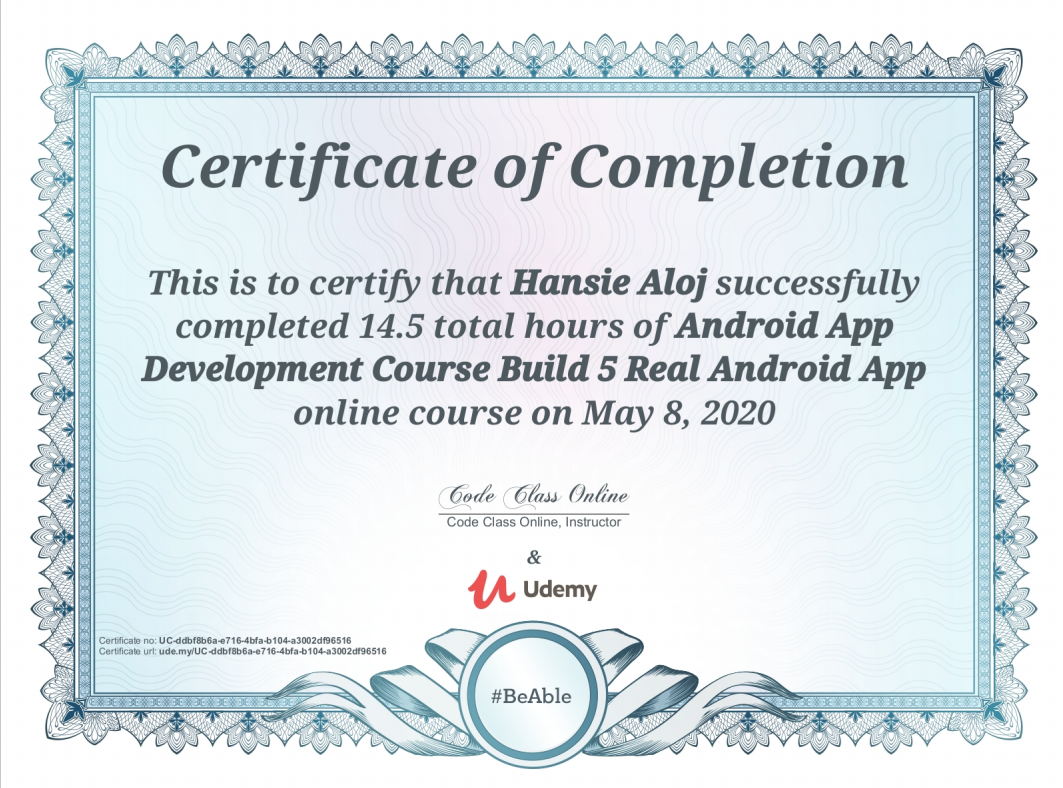 Certificate of Completion
This is to certify that Hansie Aloj successfully
completed 14.5 total hours of Android App
Development Course Build 5 Real Android App
online course on May 8, 2020
Code Class Online
Code Class Online, Instructor
&
Udemy
Certificate no: UC-ddbf8b6a-e716-4bfa-b104-a3002df96516
Certificate url: ude.my/UC-ddbf8b6a-e716-4bfa-b104-a3002df96516
#BeAble